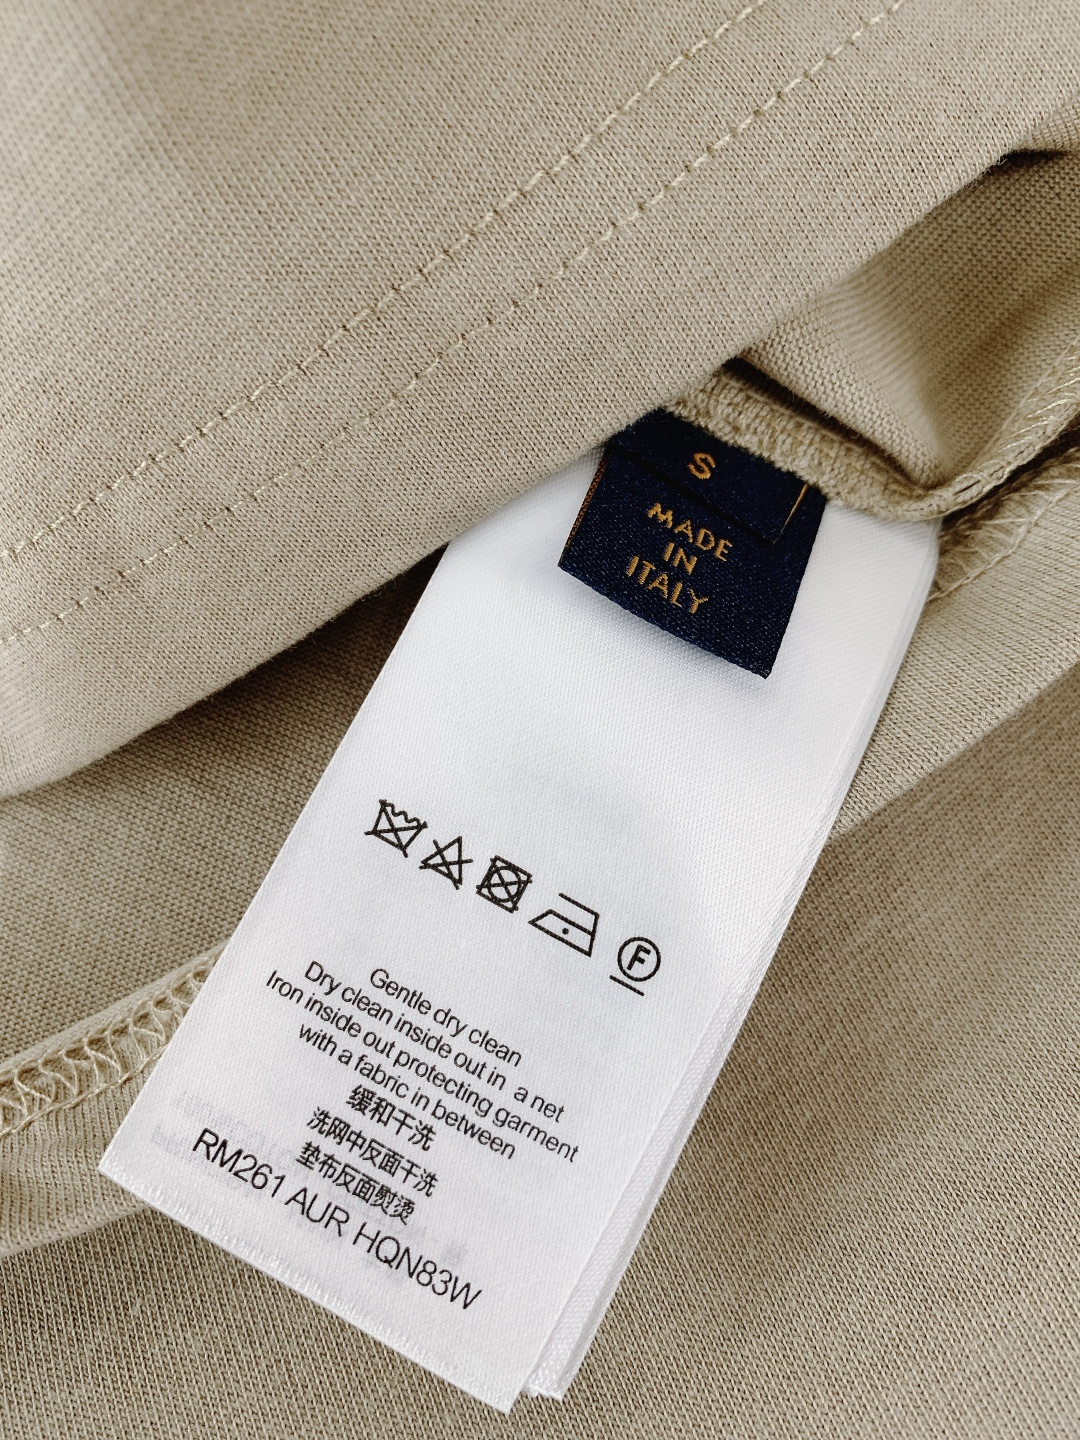 S
MADE
IN
ITALY
F
Gentle dry clean
Dry clean inside out in a net
Iron inside out protecting garment
with a fabric in between
缓和干洗
洗网中反面干洗
垫布反面熨烫
RM261 AUR HQN83W